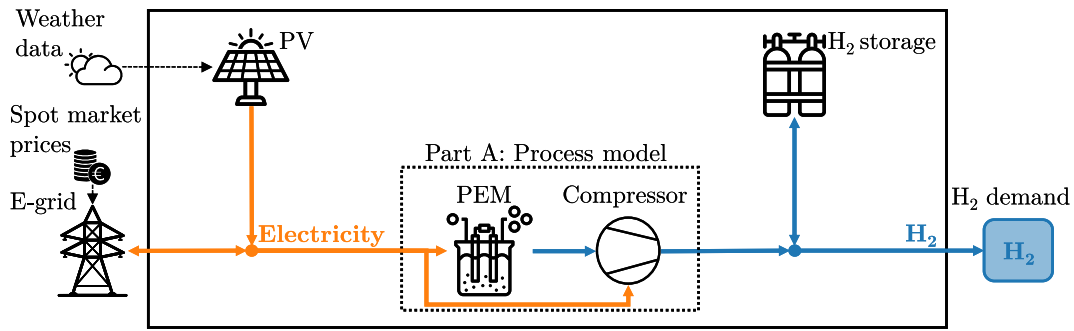 Weather
data
PV
H₂ storage
Spot market
prices
€
E-grid
Part A: Process model
PEM
Compressor
Electricity
H₂
H₂ demand
H₂